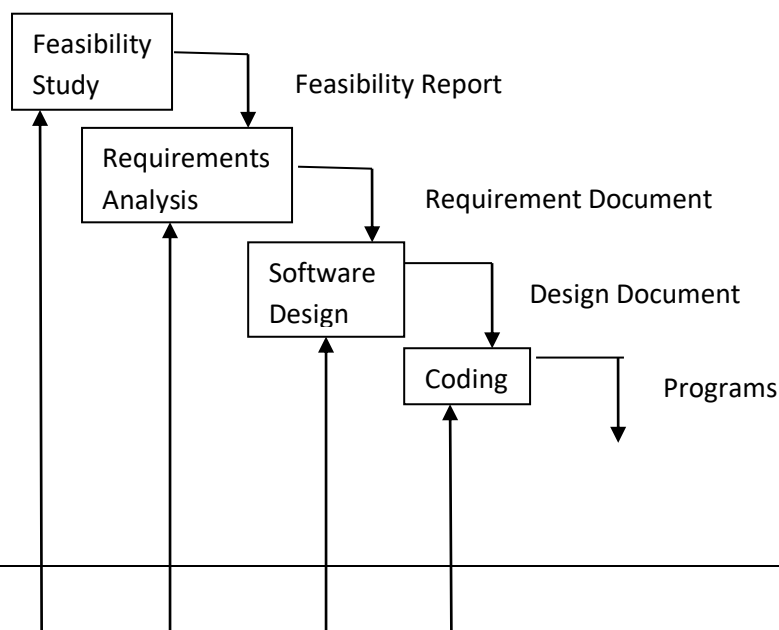 Feasibility
Study
Feasibility Report
Requirements
Analysis
Requirement Document
Software
Design
Design Document
Coding
Programs